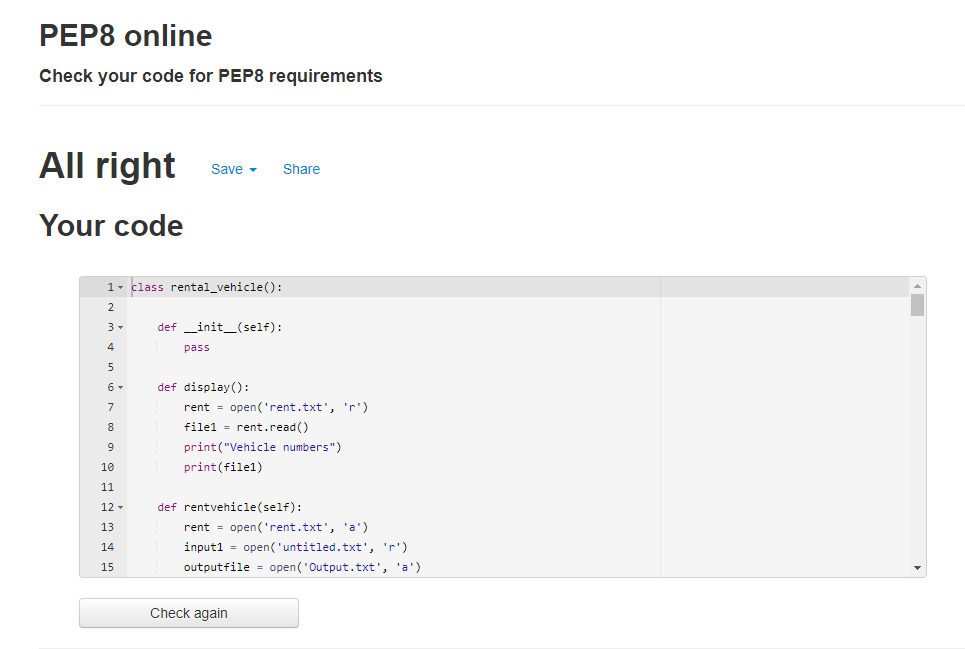 PEP8 online
Check your code for PEP8 requirements
All right Save Share
Your code
1 class rental_vehicle():
2
3 def __init__(self):
4 pass
5
6 def display():
7 rent = open('rent.txt', 'r')
8 file1 = rent.read()
9 print("Vehicle numbers")
10 print(file1)
11
12 def rentvehicle(self):
13 rent = open('rent.txt', 'a')
14 input1 = open('untitled.txt', 'r')
15 outputfile = open('Output.txt', 'a')
Check again